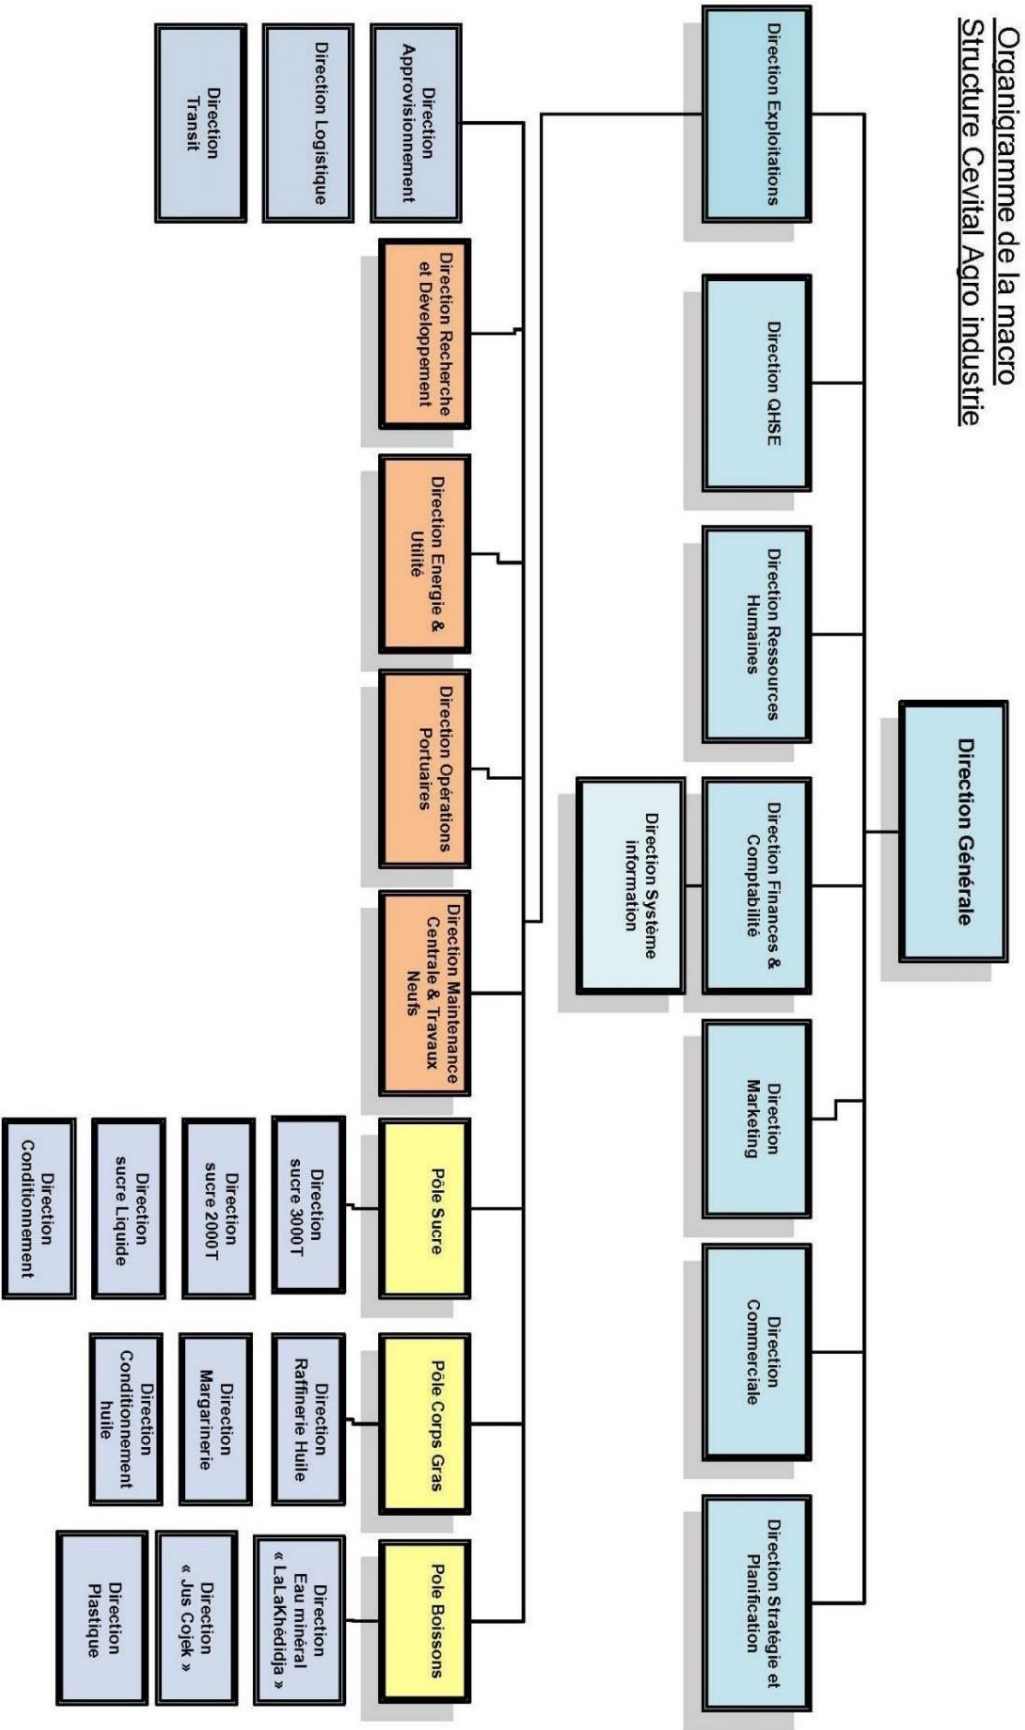 Organigramme de la macro
Structure Cevital Agro industrie
Direction Générale
Direction Exploitations
Direction QHSE
Direction Ressources
Humaines
Direction Finances &
Comptabilité
Direction
Marketing
Direction
Commerciale
Direction Stratégie et
Planification
Direction Système
information
Direction
Approvisionnement
Direction Logistique
Direction
Transit
Direction Recherche
et Développement
Direction Energie &
Utilité
Direction Opérations
Portuaires
Direction Maintenance
Centrale & Travaux
Neufs
Pôle Sucre
Direction
sucre 3000T
Direction
sucre 2000T
Direction
sucre Liquide
Direction
Conditionnement
Pôle Corps Gras
Direction
Raffinerie Huile
Direction
Margarinerie
Direction
Conditionnement
huile
Pole Boissons
Direction
Eau minéral
« LaLaKhédidja »
Direction
« Jus Cojek »
Direction
Plastique